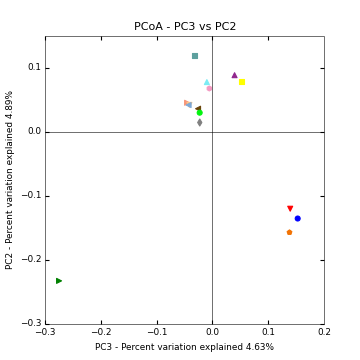 PCoA - PC3 vs PC2
0.1
0.0
−0.1
−0.2
−0.3
PC2 - Percent variation explained 4.89%
−0.3 −0.2 −0.1 0.0 0.1 0.2
PC3 - Percent variation explained 4.63%